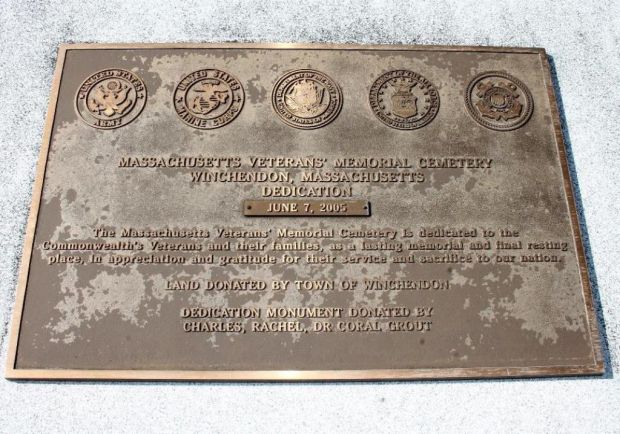 UNITED STATES
ARMY
UNITED STATES
MARINE CORPS
MASSACHUSETTS VETERANS' MEMORIAL CEMETERY
WINCHENDON, MASSACHUSETTS
DEDICATION
JUNE 7, 2005
The Massachusetts Veterans' Memorial Cemetery is dedicated to the
Commonwealth's Veterans and their families, as a lasting memorial and final resting
place, in appreciation and gratitude for their service and sacrifice to our nation.
LAND DONATED BY TOWN OF WINCHENDON
DEDICATION MONUMENT DONATED BY
CHARLES, RACHEL, DR CORAL GROUT